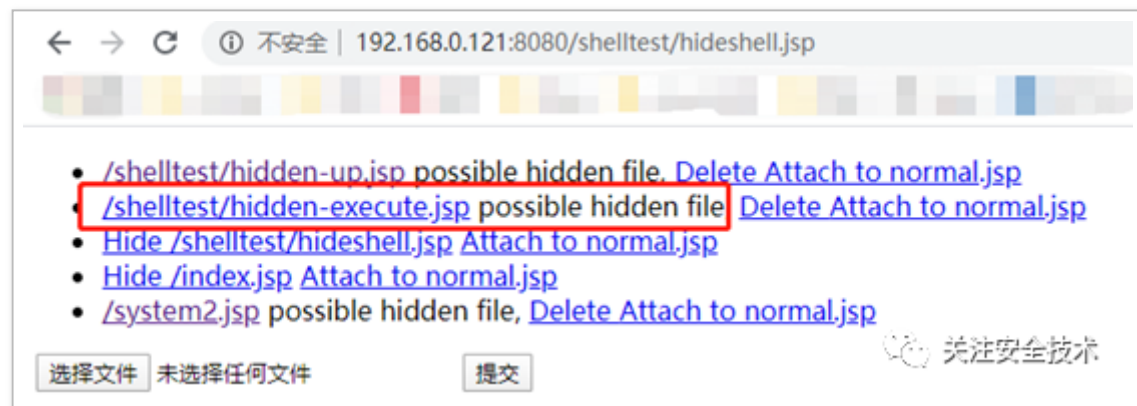 不安全 | 192.168.0.121:8080/shelltest/hideshell.jsp
/shelltest/hidden-up.jsp possible hidden file, Delete Attach to normal.jsp
/shelltest/hidden-execute.jsp possible hidden file, Delete Attach to normal.jsp
Hide /shelltest/hideshell.jsp Attach to normal.jsp
Hide /index.jsp Attach to normal.jsp
/system2.jsp possible hidden file, Delete Attach to normal.jsp
关注安全技术
选择文件 未选择任何文件 提交